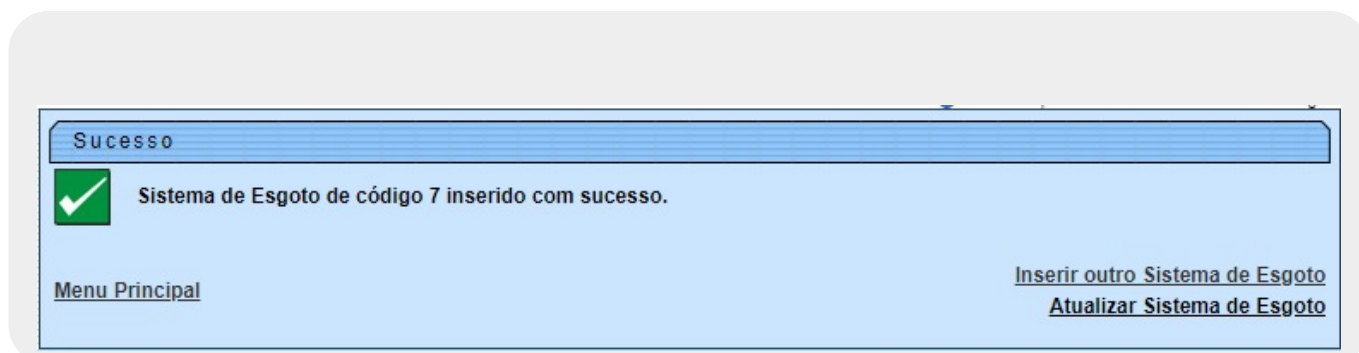 Sucesso
Sistema de Esgoto de código 7 inserido com sucesso.
Inserir outro Sistema de Esgoto
Menu Principal
Atualizar Sistema de Esgoto